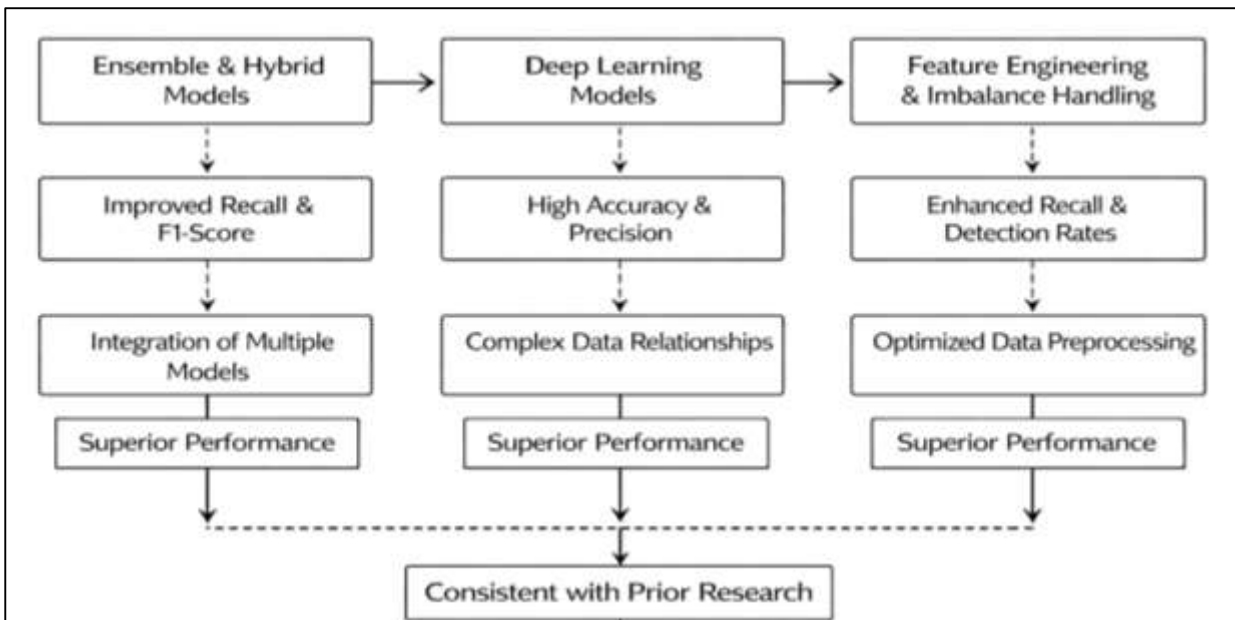 Ensemble & Hybrid
Models
Deep Learning
Models
Feature Engineering
& Imbalance Handling
Improved Recall &
F1-Score
High Accuracy &
Precision
Enhanced Recall &
Detection Rates
Integration of Multiple
Models
Complex Data Relationships
Optimized Data Preprocessing
Superior Performance
Superior Performance
Superior Performance
Consistent with Prior Research